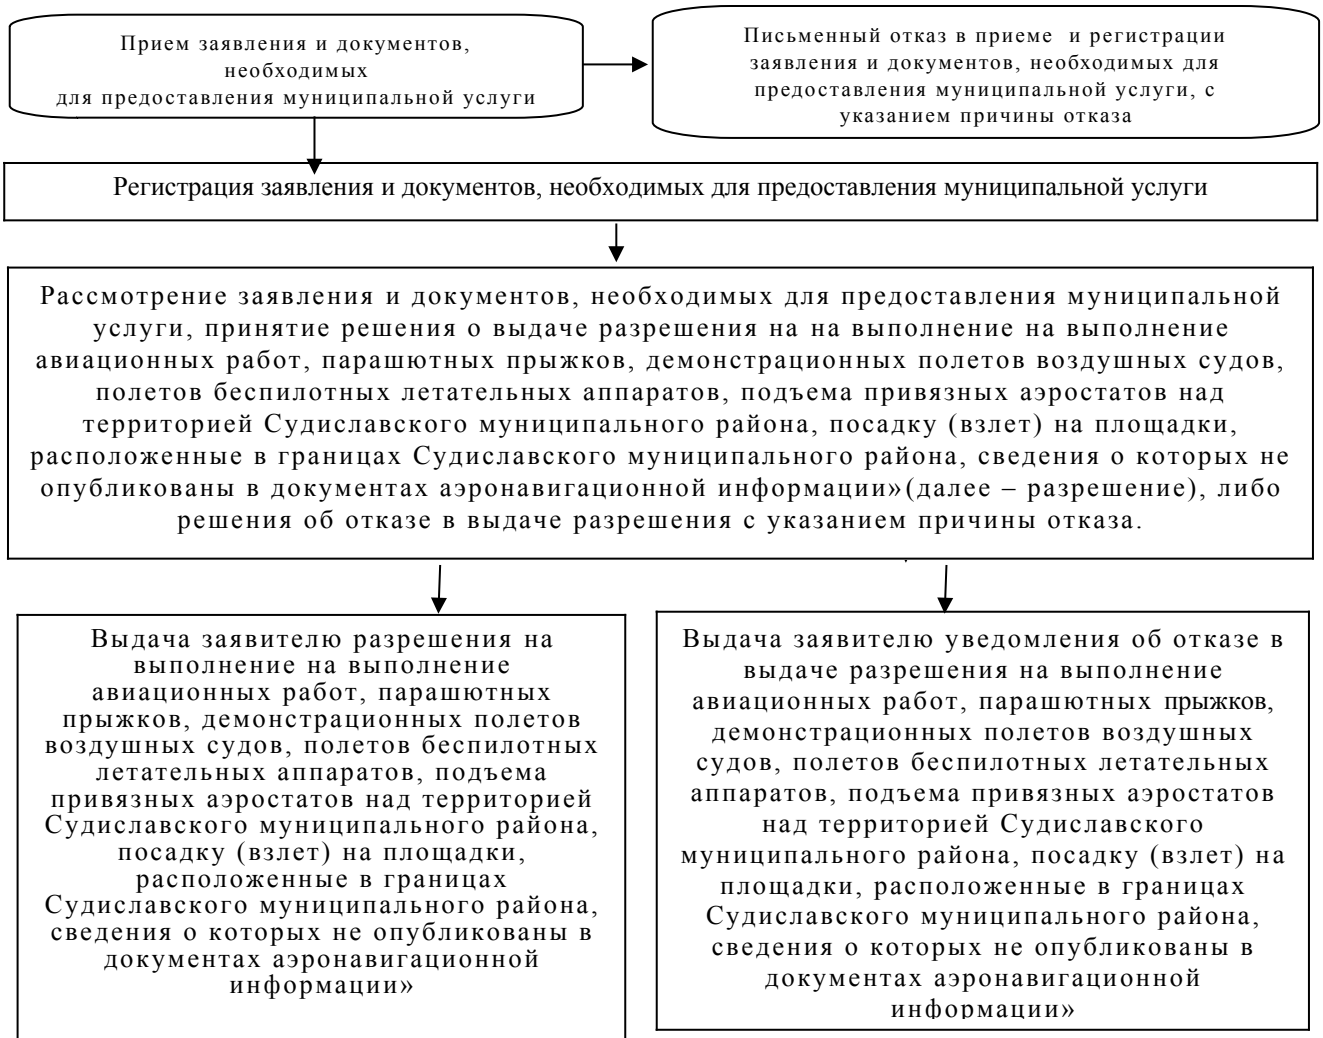 Прием заявления и документов,
необходимых
для предоставления муниципальной услуги
Письменный отказ в приеме и регистрации
заявления и документов, необходимых для
предоставления муниципальной услуги, с
указанием причины отказа
Регистрация заявления и документов, необходимых для предоставления муниципальной услуги
Рассмотрение заявления и документов, необходимых для предоставления муниципальной
услуги, принятие решения о выдаче разрешения на на выполнение на выполнение
авиационных работ, парашютных прыжков, демонстрационных полетов воздушных судов,
полетов беспилотных летательных аппаратов, подъема привязных аэростатов над
территорией Судиславского муниципального района, посадку (взлет) на площадки,
расположенные в границах Судиславского муниципального района, сведения о которых не
опубликованы в документах аэронавигационной информации»(далее – разрешение), либо
решения об отказе в выдаче разрешения с указанием причины отказа.
Выдача заявителю разрешения на
выполнение на выполнение
авиационных работ, парашютных
прыжков, демонстрационных полетов
воздушных судов, полетов беспилотных
летательных аппаратов, подъема
привязных аэростатов над территорией
Судиславского муниципального района,
посадку (взлет) на площадки,
расположенные в границах
Судиславского муниципального района,
сведения о которых не опубликованы в
документах аэронавигационной
информации»
Выдача заявителю уведомления об отказе в
выдаче разрешения на выполнение
авиационных работ, парашютных прыжков,
демонстрационных полетов воздушных
судов, полетов беспилотных летательных
аппаратов, подъема привязных аэростатов
над территорией Судиславского
муниципального района, посадку (взлет) на
площадки, расположенные в границах
Судиславского муниципального района,
сведения о которых не опубликованы в
документах аэронавигационной
информации»